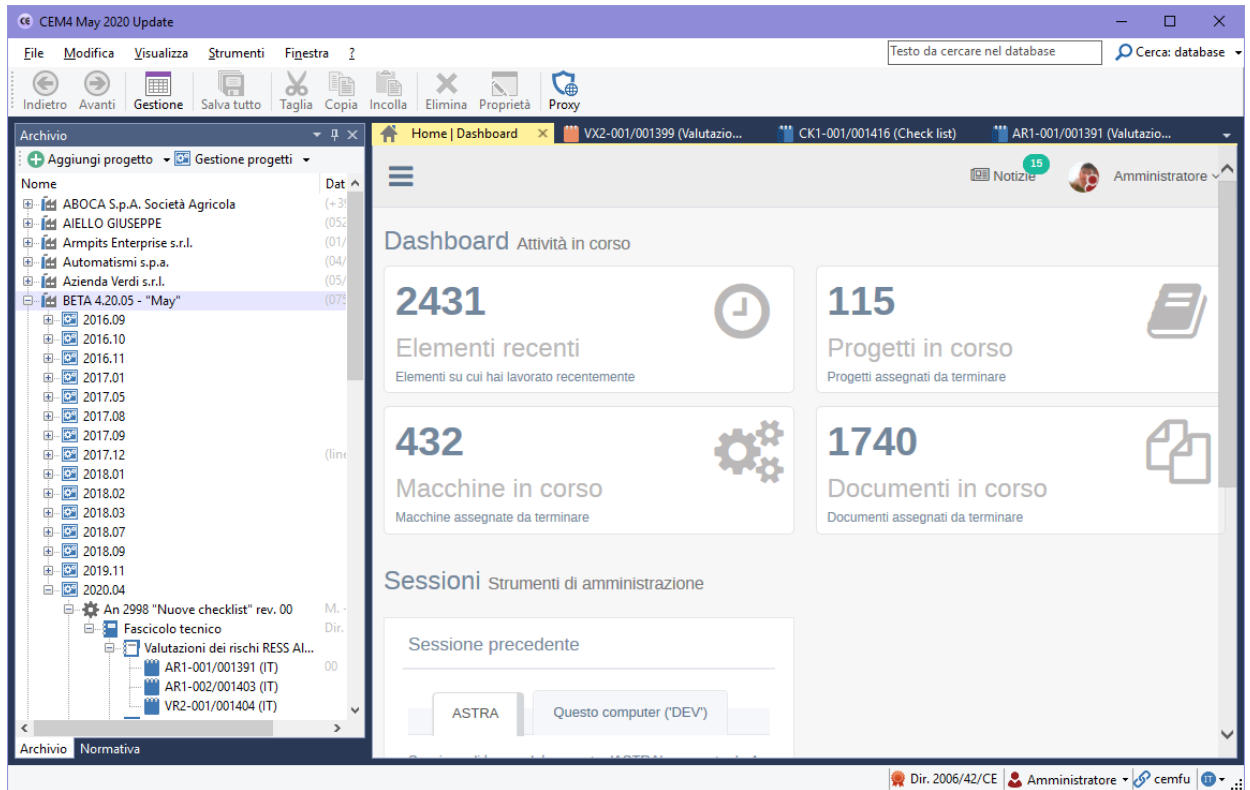 CE CEM4 May 2020 Update
File Modifica Visualizza Strumenti Finestra ? Testo da cercare nel database Cerca: database
Indietro Avanti Gestione Salva tutto Taglia Copia Incolla Elimina Proprietà Proxy
Archivio
Home | Dashboard VX2-001/001399 (Valutazio... CK1-001/001416 (Check list) AR1-001/001391 (Valutazio...
Aggiungi progetto Gestione progetti
Nome Dat
ABOCA S.p.A. Società Agricola (+39
AIELLO GIUSEPPE (052
Armpits Enterprise s.r.l. (01/
Automatismi s.p.a. (04/
Azienda Verdi s.r.l. (05/
BETA 4.20.05 - "May" (075
2016.09
2016.10
2016.11
2017.01
2017.05
2017.08
2017.09
2017.12 (line
2018.01
2018.02
2018.03
2018.07
2018.09
2019.11
2020.04
An 2998 "Nuove checklist" rev. 00 M. -
Fascicolo tecnico Dir.
Valutazioni dei rischi RESS Al...
AR1-001/001391 (IT) 00
AR1-002/001403 (IT)
VR2-001/001404 (IT)
Archivio Normativa
15
Notizie Amministratore
Dashboard Attività in corso
2431
Elementi recenti
Elementi su cui hai lavorato recentemente
115
Progetti in corso
Progetti assegnati da terminare
432
Macchine in corso
Macchine assegnate da terminare
1740
Documenti in corso
Documenti assegnati da terminare
Sessioni Strumenti di amministrazione
Sessione precedente
ASTRA Questo computer ('DEV')
Dir. 2006/42/CE Amministratore cemfu IT